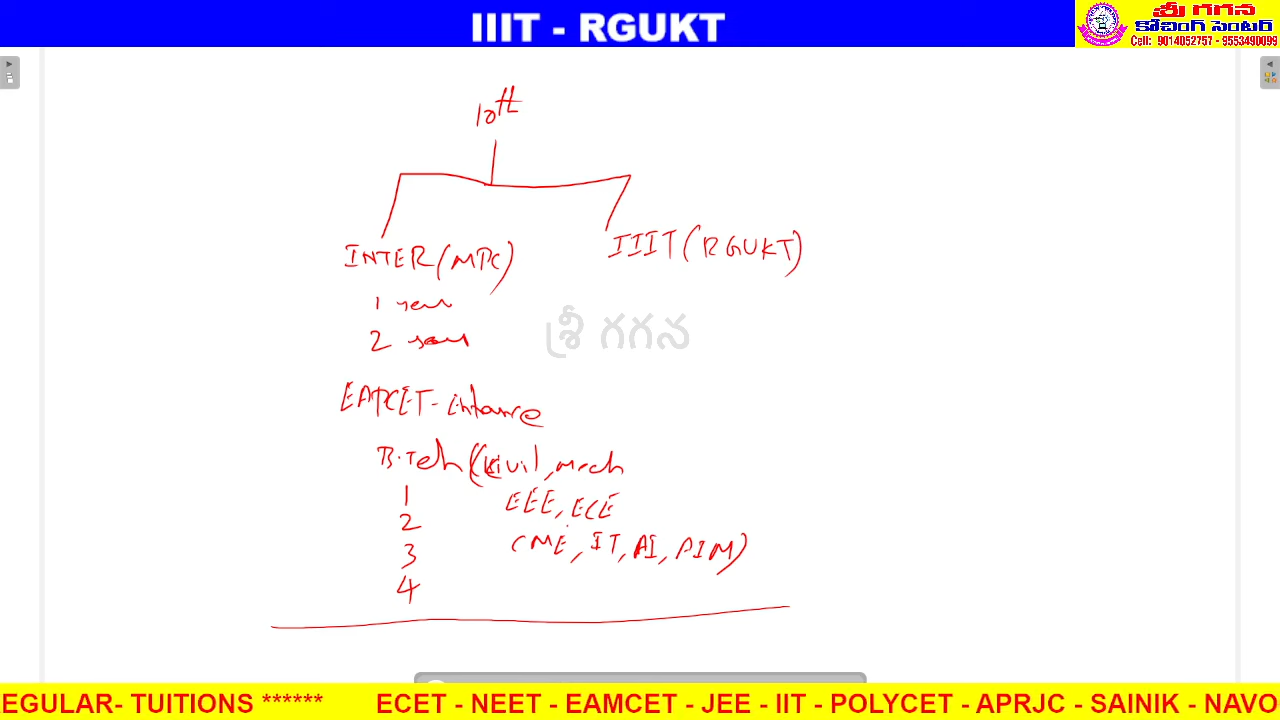 IIIT - RGUKT
శ్రీ గగన
కోచింగ్ సెంటర్
Cell: 9014052757 - 9553490099
10th
INTER (MPC)
IIIT (RGUKT)
1 year
2 year
శ్రీ గగన
EAPCET - Entrance
B.Tech (Civil, Mech
1
EEE, ECE
2
CME, IT, AI, AIM)
3
4
EGULAR- TUITIONS ******
ECET - NEET - EAMCET - JEE - IIT - POLYCET - APRJC - SAINIK - NAVO